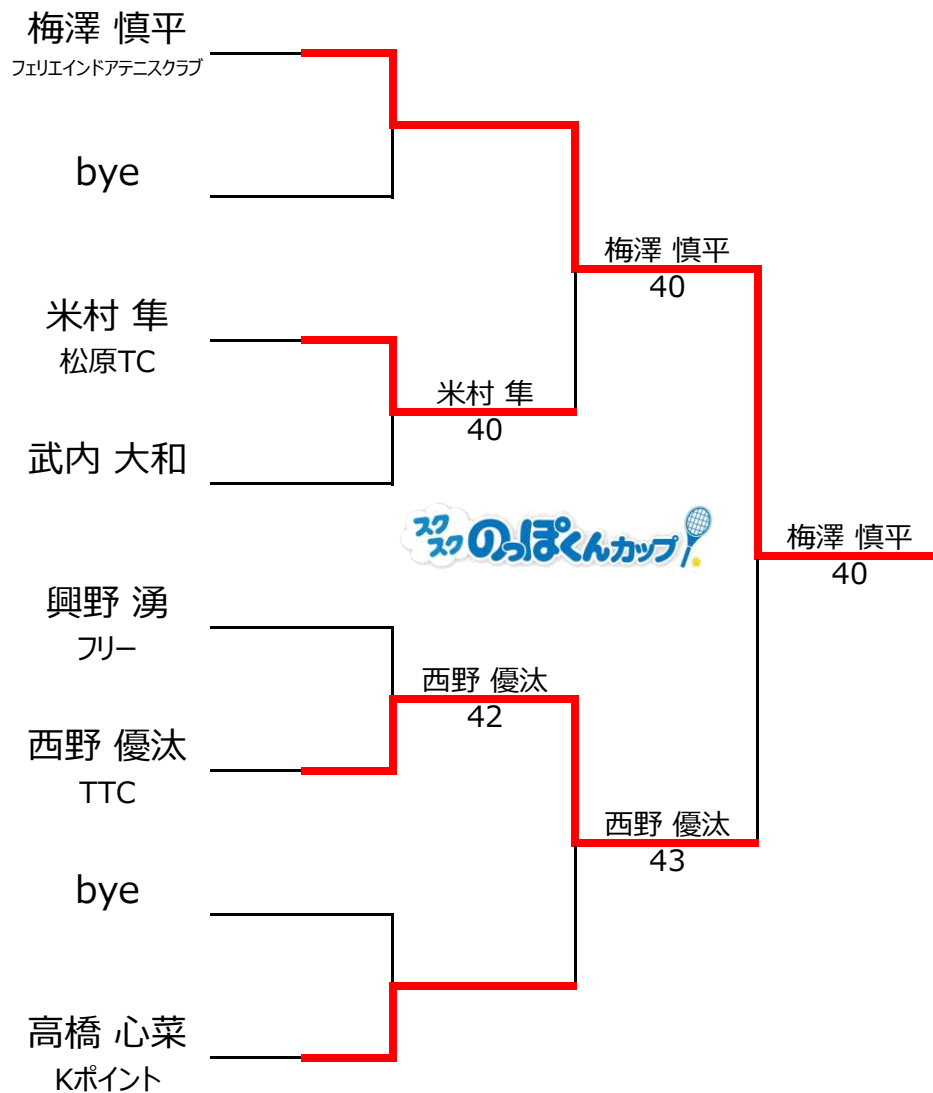 梅澤 慎平
フェリエインドアテニスクラブ
bye
梅澤 慎平
40
米村 隼
松原TC
米村 隼
40
武内 大和
スクスク のっぽくんカップ
梅澤 慎平
40
興野 湧
フリー
西野 優汰
42
西野 優汰
TTC
西野 優汰
43
bye
高橋 心菜
Kポイント